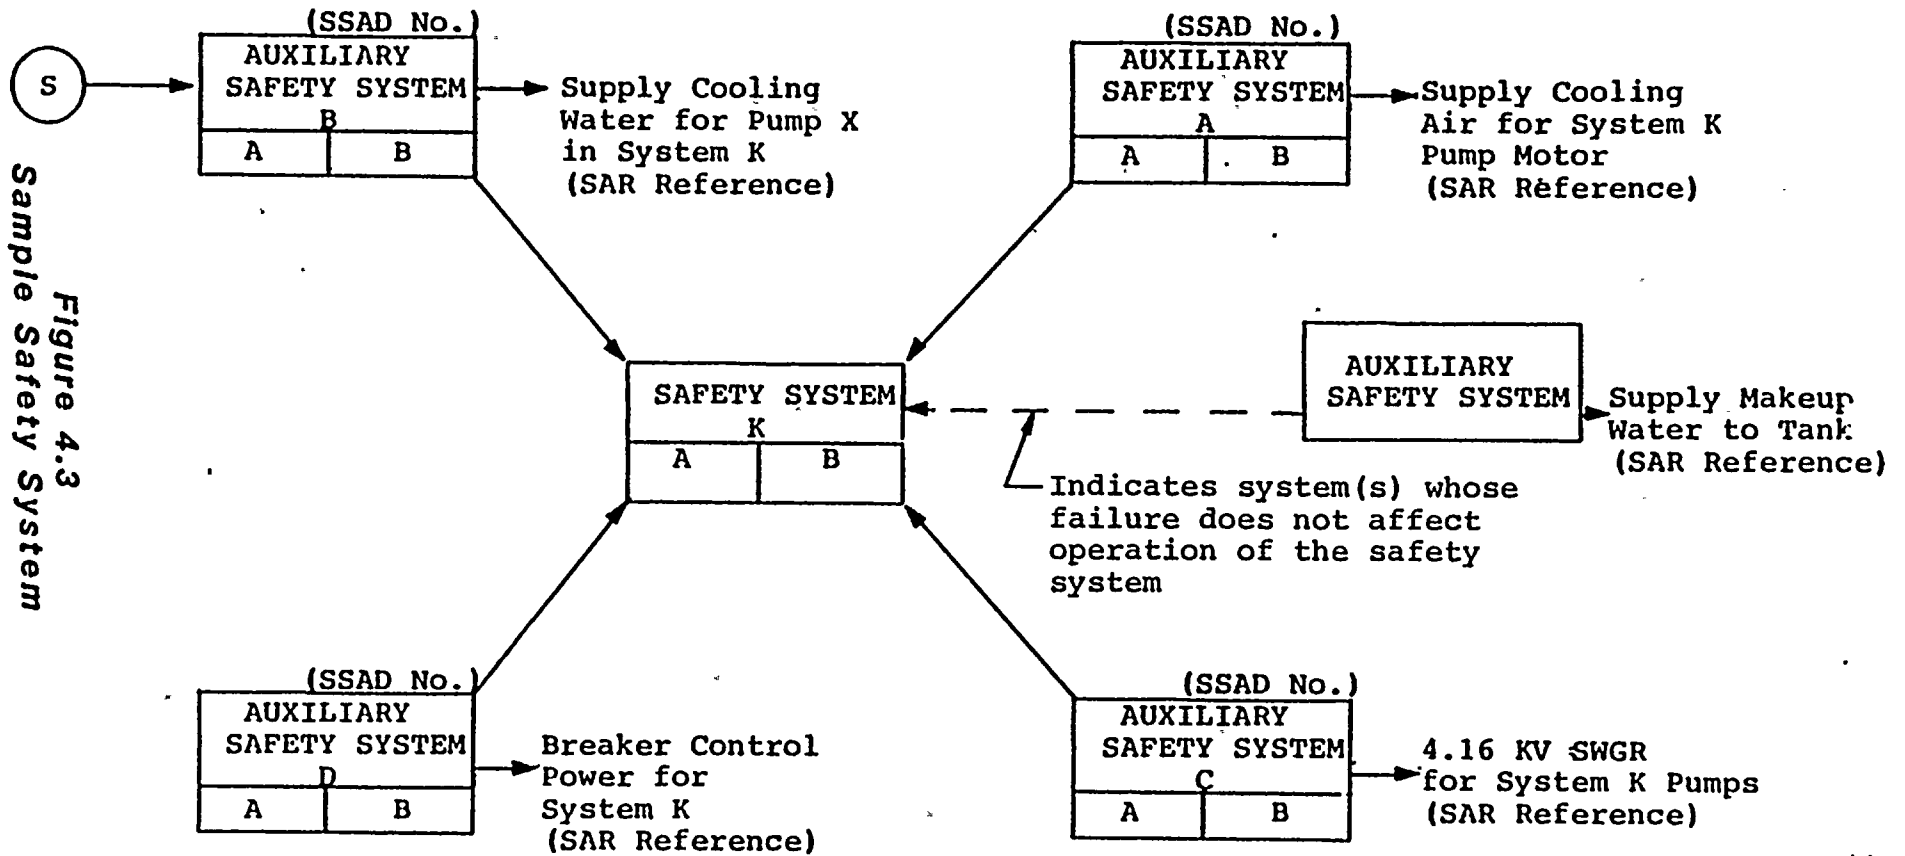 (SSAD No.)
AUXILIARY
SAFETY SYSTEM
B
A B
S
Supply Cooling
Water for Pump X
in System K
(SAR Reference)
(SSAD No.)
AUXILIARY
SAFETY SYSTEM
A
A B
Supply Cooling
Air for System K
Pump Motor
(SAR Reference)
SAFETY SYSTEM
K
A B
AUXILIARY
SAFETY SYSTEM
Supply Makeup
Water to Tank
(SAR Reference)
Indicates system(s) whose
failure does not affect
operation of the safety
system
(SSAD No.)
AUXILIARY
SAFETY SYSTEM
D
A B
Breaker Control
Power for
System K
(SAR Reference)
(SSAD No.)
AUXILIARY
SAFETY SYSTEM
C
A B
4.16 KV SWGR
for System K Pumps
(SAR Reference)
Figure 4.3
Sample Safety System